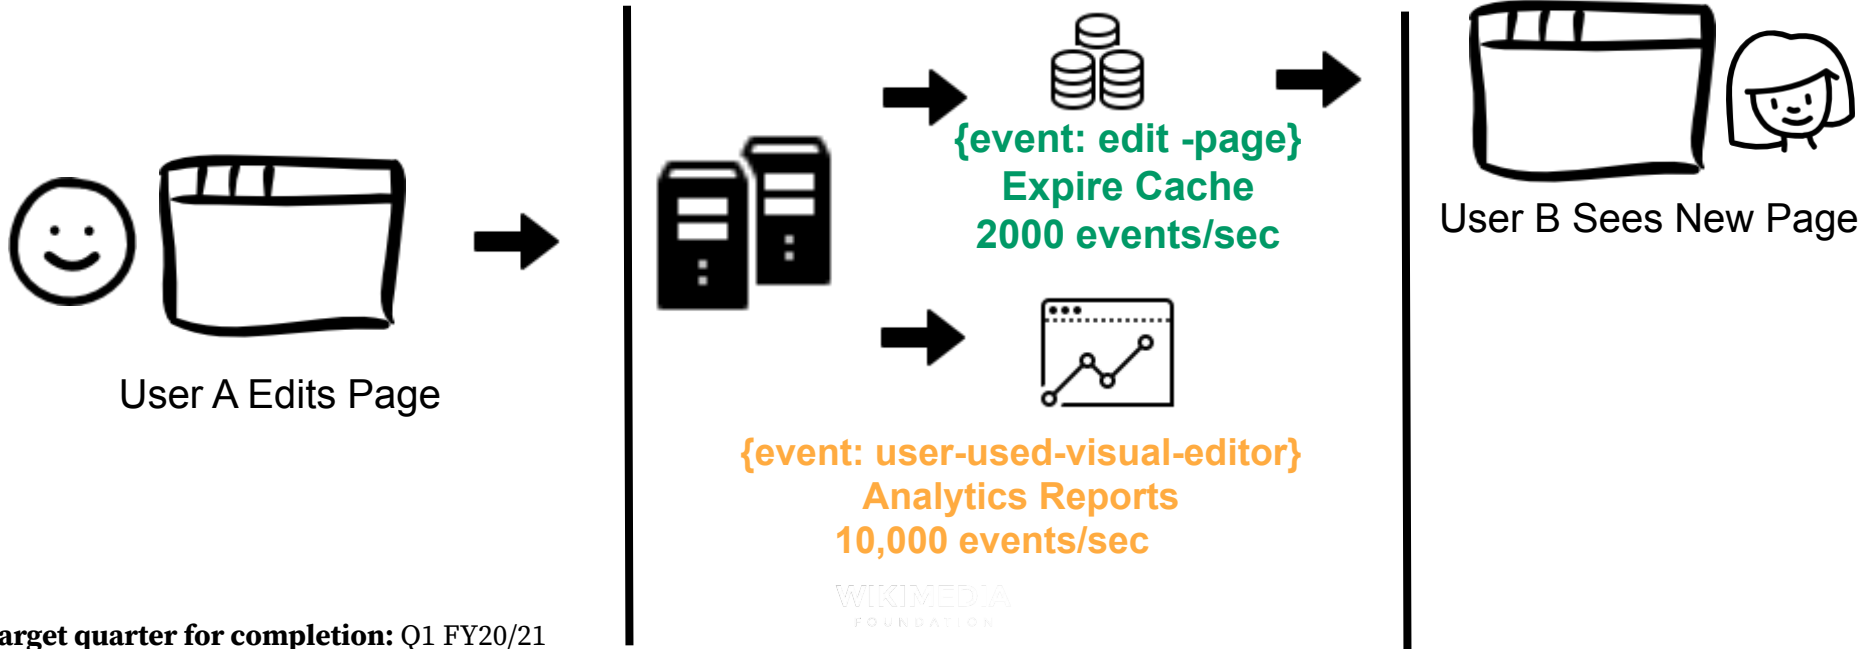 User A Edits Page
{event: edit -page}
Expire Cache
2000 events/sec
{event: user-used-visual-editor}
Analytics Reports
10,000 events/sec
User B Sees New Page
WIKIMEDIA
FOUNDATION
arget quarter for completion: Q1 FY20/21